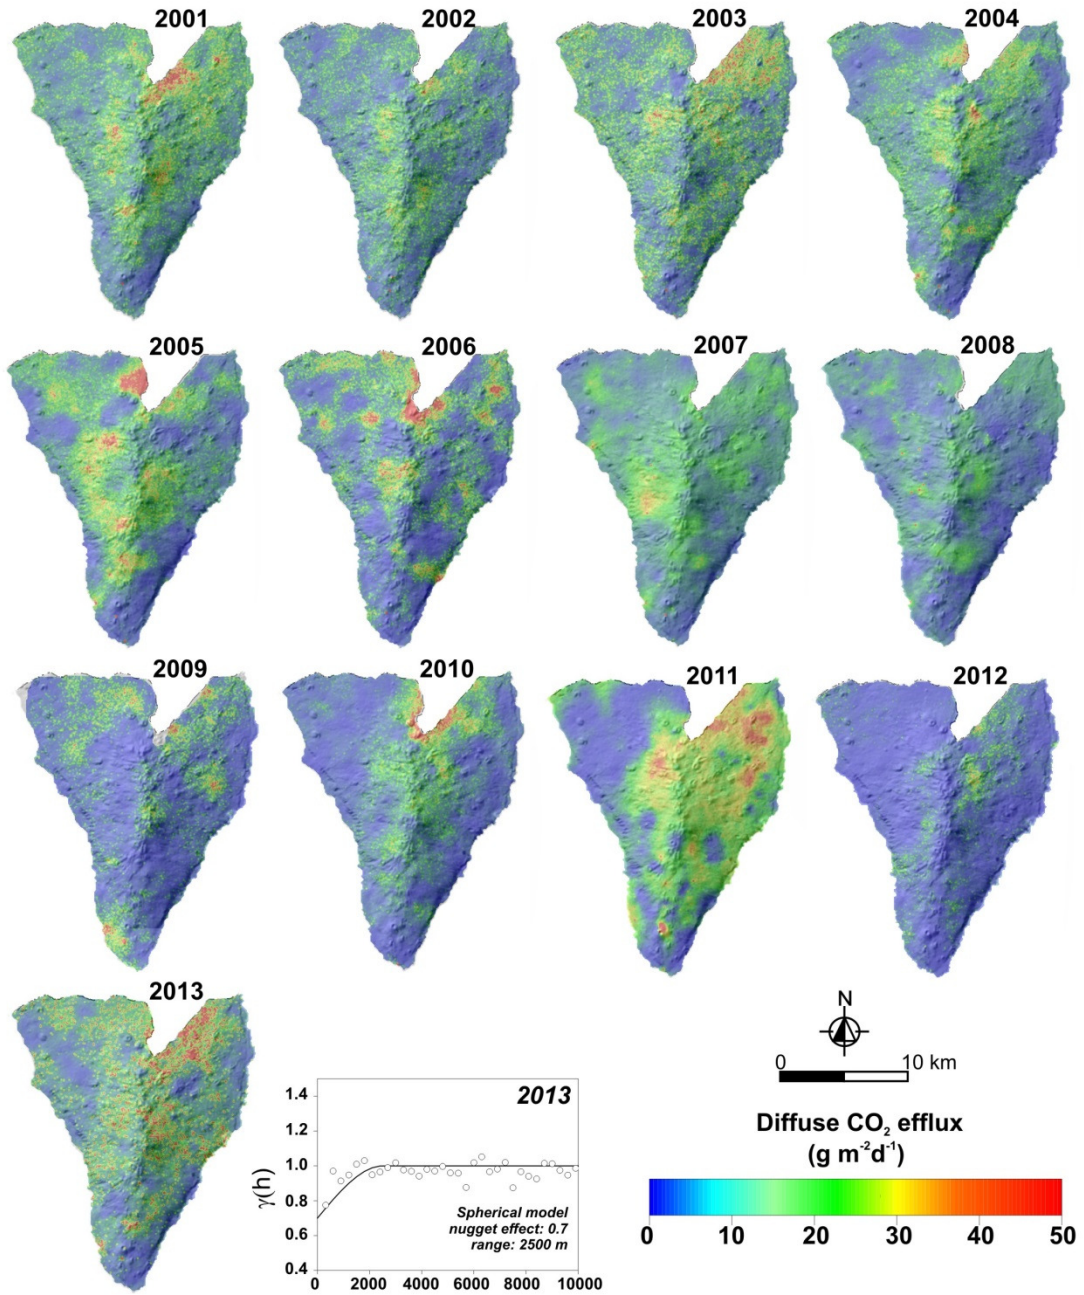 2001
2002
2003
2004
2005
2006
2007
2008
2009
2010
2011
2012
2013
N
0 10 km
Diffuse CO₂ efflux
(g m⁻²d⁻¹)
0 10 20 30 40 50
2013
γ(h)
1.4
1.2
1.0
0.8
0.6
0.4
Spherical model
nugget effect: 0.7
range: 2500 m
0 2000 4000 6000 8000 10000